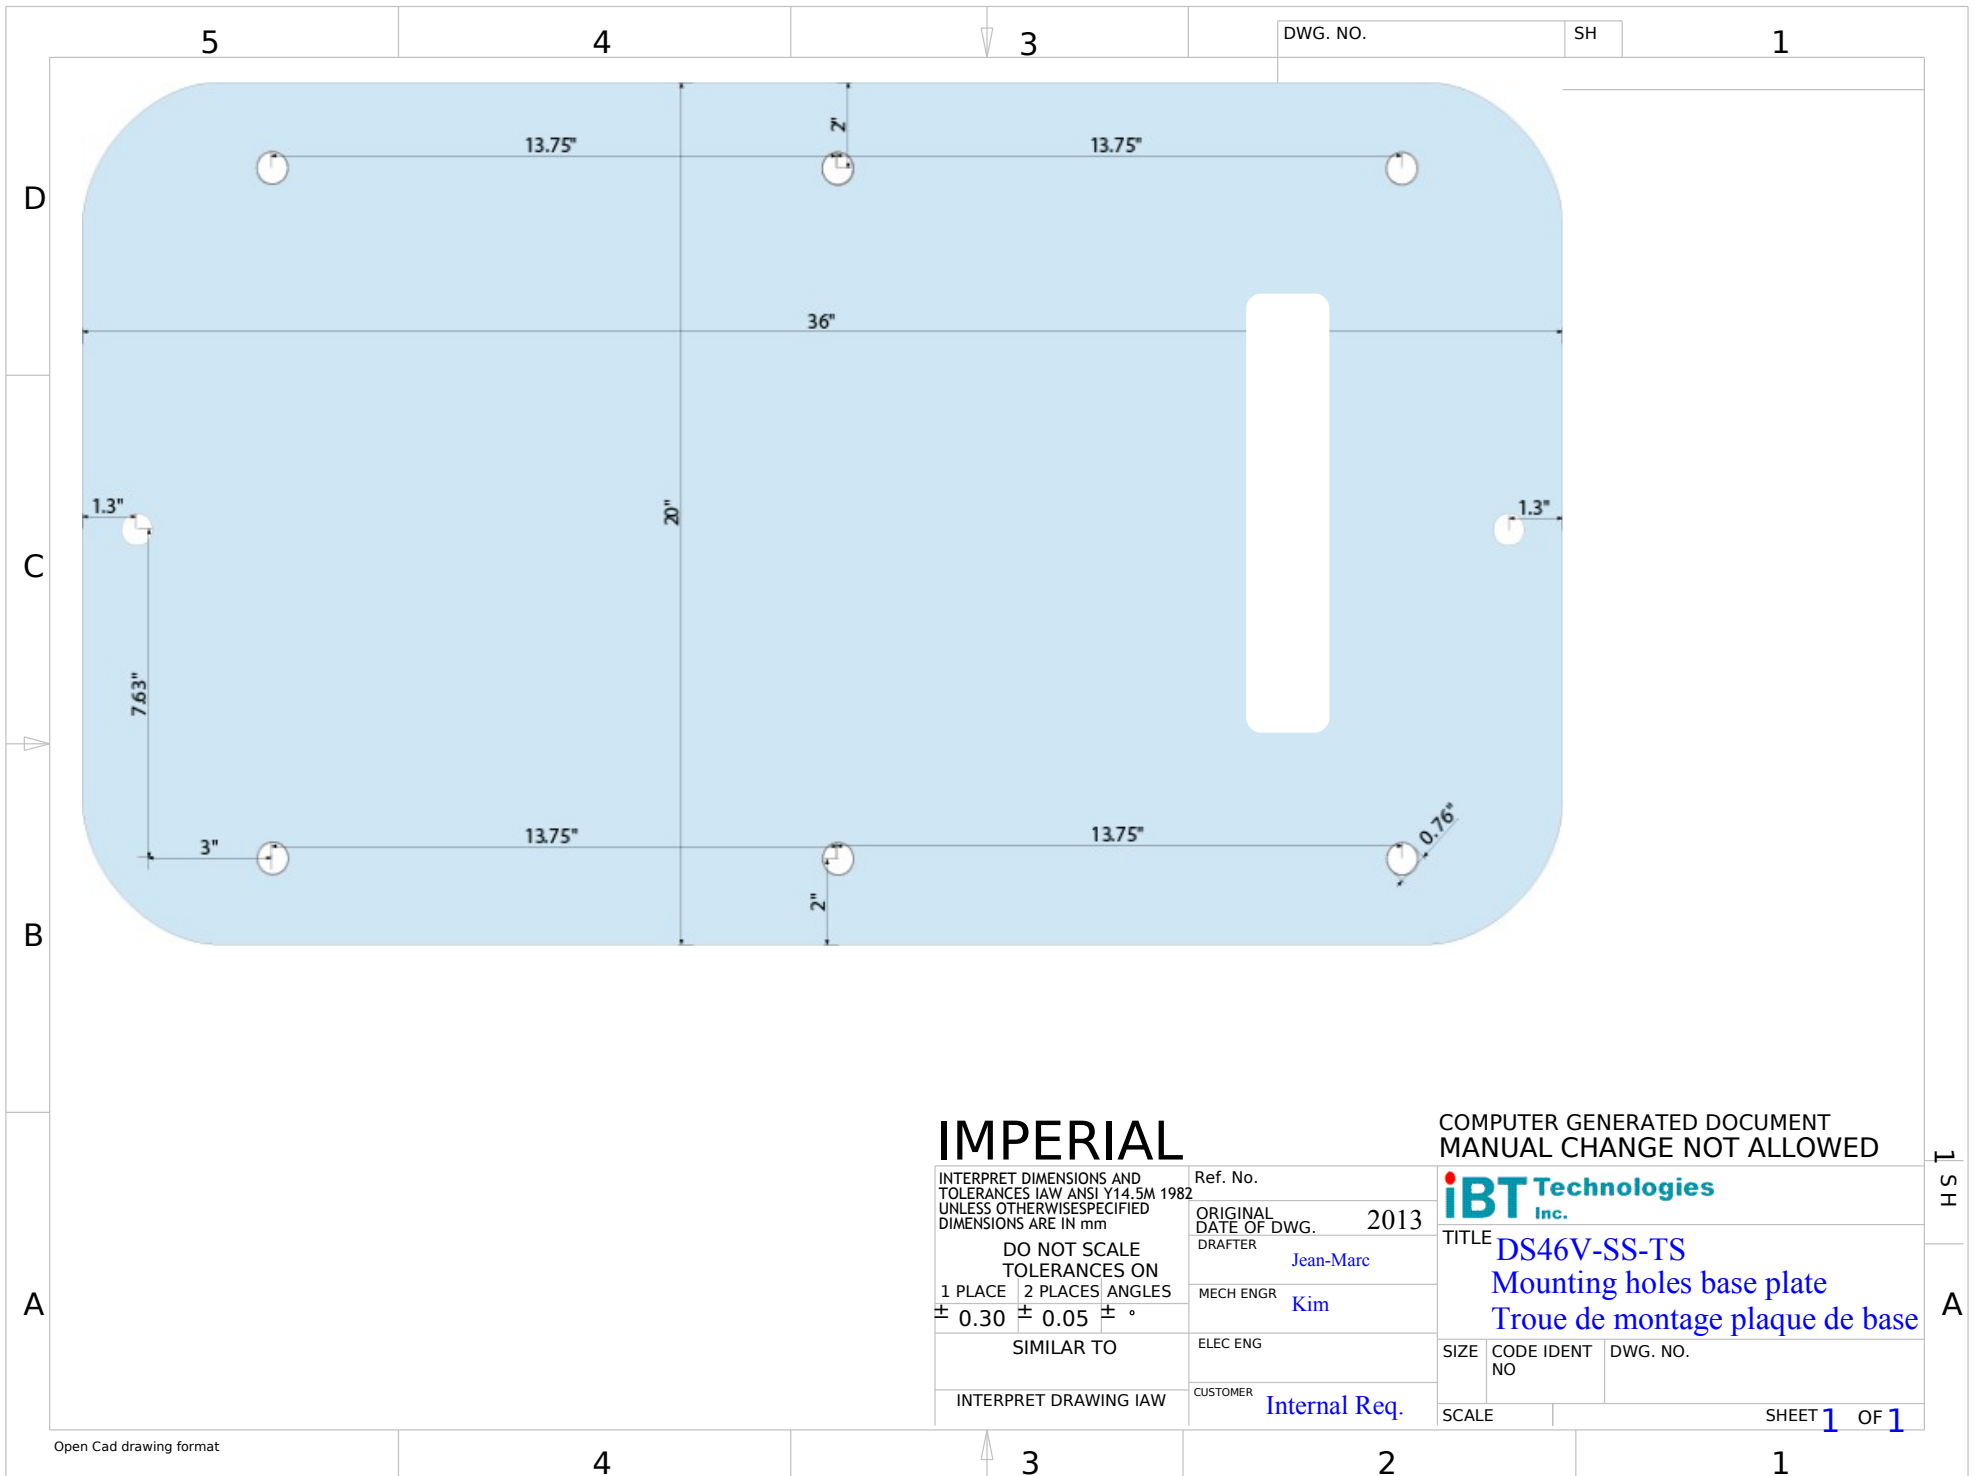 5
4
3
DWG. NO.
SH
1
D
C
B
A
13.75"
2"
13.75"
36"
1.3"
20"
1.3"
7.63"
3"
13.75"
13.75"
0.76"
2"
IMPERIAL
COMPUTER GENERATED DOCUMENT
MANUAL CHANGE NOT ALLOWED
1 SH
A
INTERPRET DIMENSIONS AND
TOLERANCES IAW ANSI Y14.5M 1982
UNLESS OTHERWISESPECIFIED
DIMENSIONS ARE IN mm
DO NOT SCALE
TOLERANCES ON
1 PLACE 2 PLACES ANGLES
± 0.30 ± 0.05 ± °
SIMILAR TO
INTERPRET DRAWING IAW
Ref. No.
ORIGINAL
DATE OF DWG. 2013
DRAFTER Jean-Marc
MECH ENGR Kim
ELEC ENG
CUSTOMER Internal Req.
iBT Technologies
Inc.
TITLE DS46V-SS-TS
Mounting holes base plate
Troue de montage plaque de base
SIZE CODE IDENT NO DWG. NO.
SCALE
SHEET 1 OF 1
Open Cad drawing format
4
3
2
1